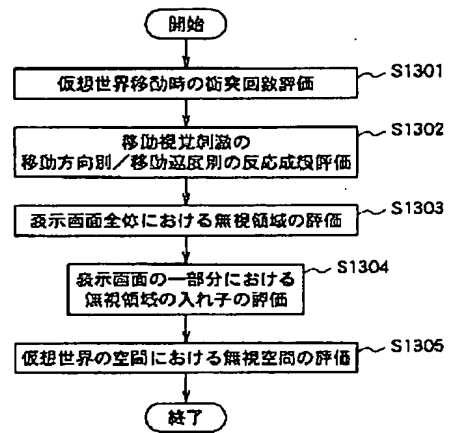 開始
仮想世界移動時の衝突回数評価
S1301
移動視覚刺激の
移動方向別／移動速度別の反応成績評価
S1302
表示画面全体における無視領域の評価
S1303
表示画面の一部分における
無視領域の入れ子の評価
S1304
仮想世界の空間における無視空間の評価
S1305
終了